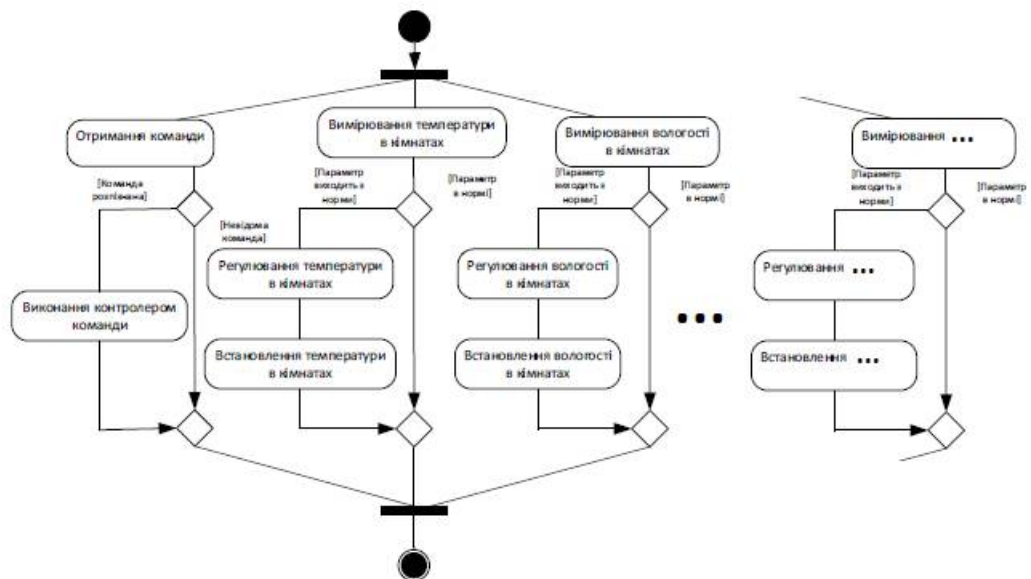 Отримання команди
Вимірювання температури
в кімнатах
Вимірювання вологості
в кімнатах
Вимірювання ...
[Команда
розпізнана]
[Невідома
команда]
[Параметр
виходить з
норми]
[Параметр
в нормі]
[Параметр
виходить з
норми]
[Параметр
в нормі]
[Параметр
виходить з
норми]
[Параметр
в нормі]
Виконання контролером
команди
Регулювання температури
в кімнатах
Регулювання вологості
в кімнатах
...
Регулювання ...
Встановлення температури
в кімнатах
Встановлення вологості
в кімнатах
Встановлення ...